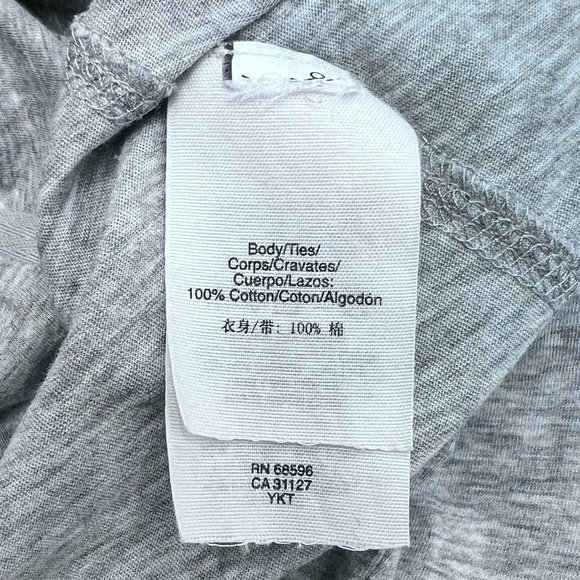 Body/Ties/
Corps/Cravates/
Cuerpo/Lazos:
100% Cotton/Coton/Algodón
衣身/带: 100% 棉
RN 68596
CA 31127
YKT